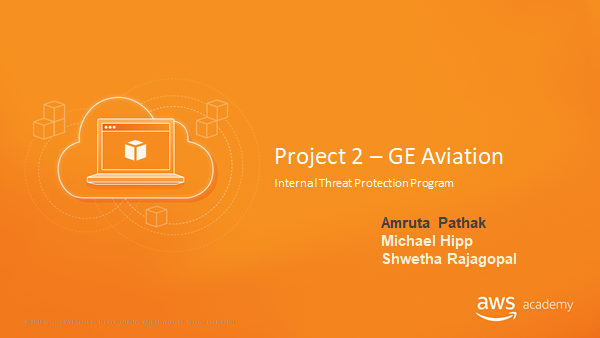 Project 2 – GE Aviation
Internal Threat Protection Program
Amruta Pathak
Michael Hipp
Shwetha Rajagopal
aws academy